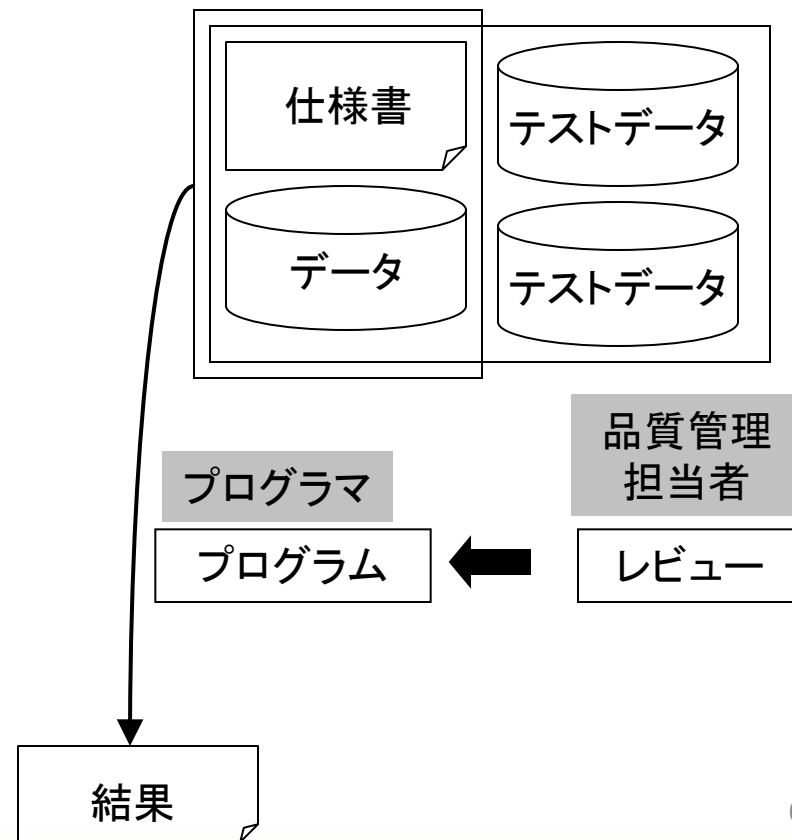 仕様書
テストデータ
データ
テストデータ
プログラマ
品質管理
担当者
プログラム
レビュー
結果